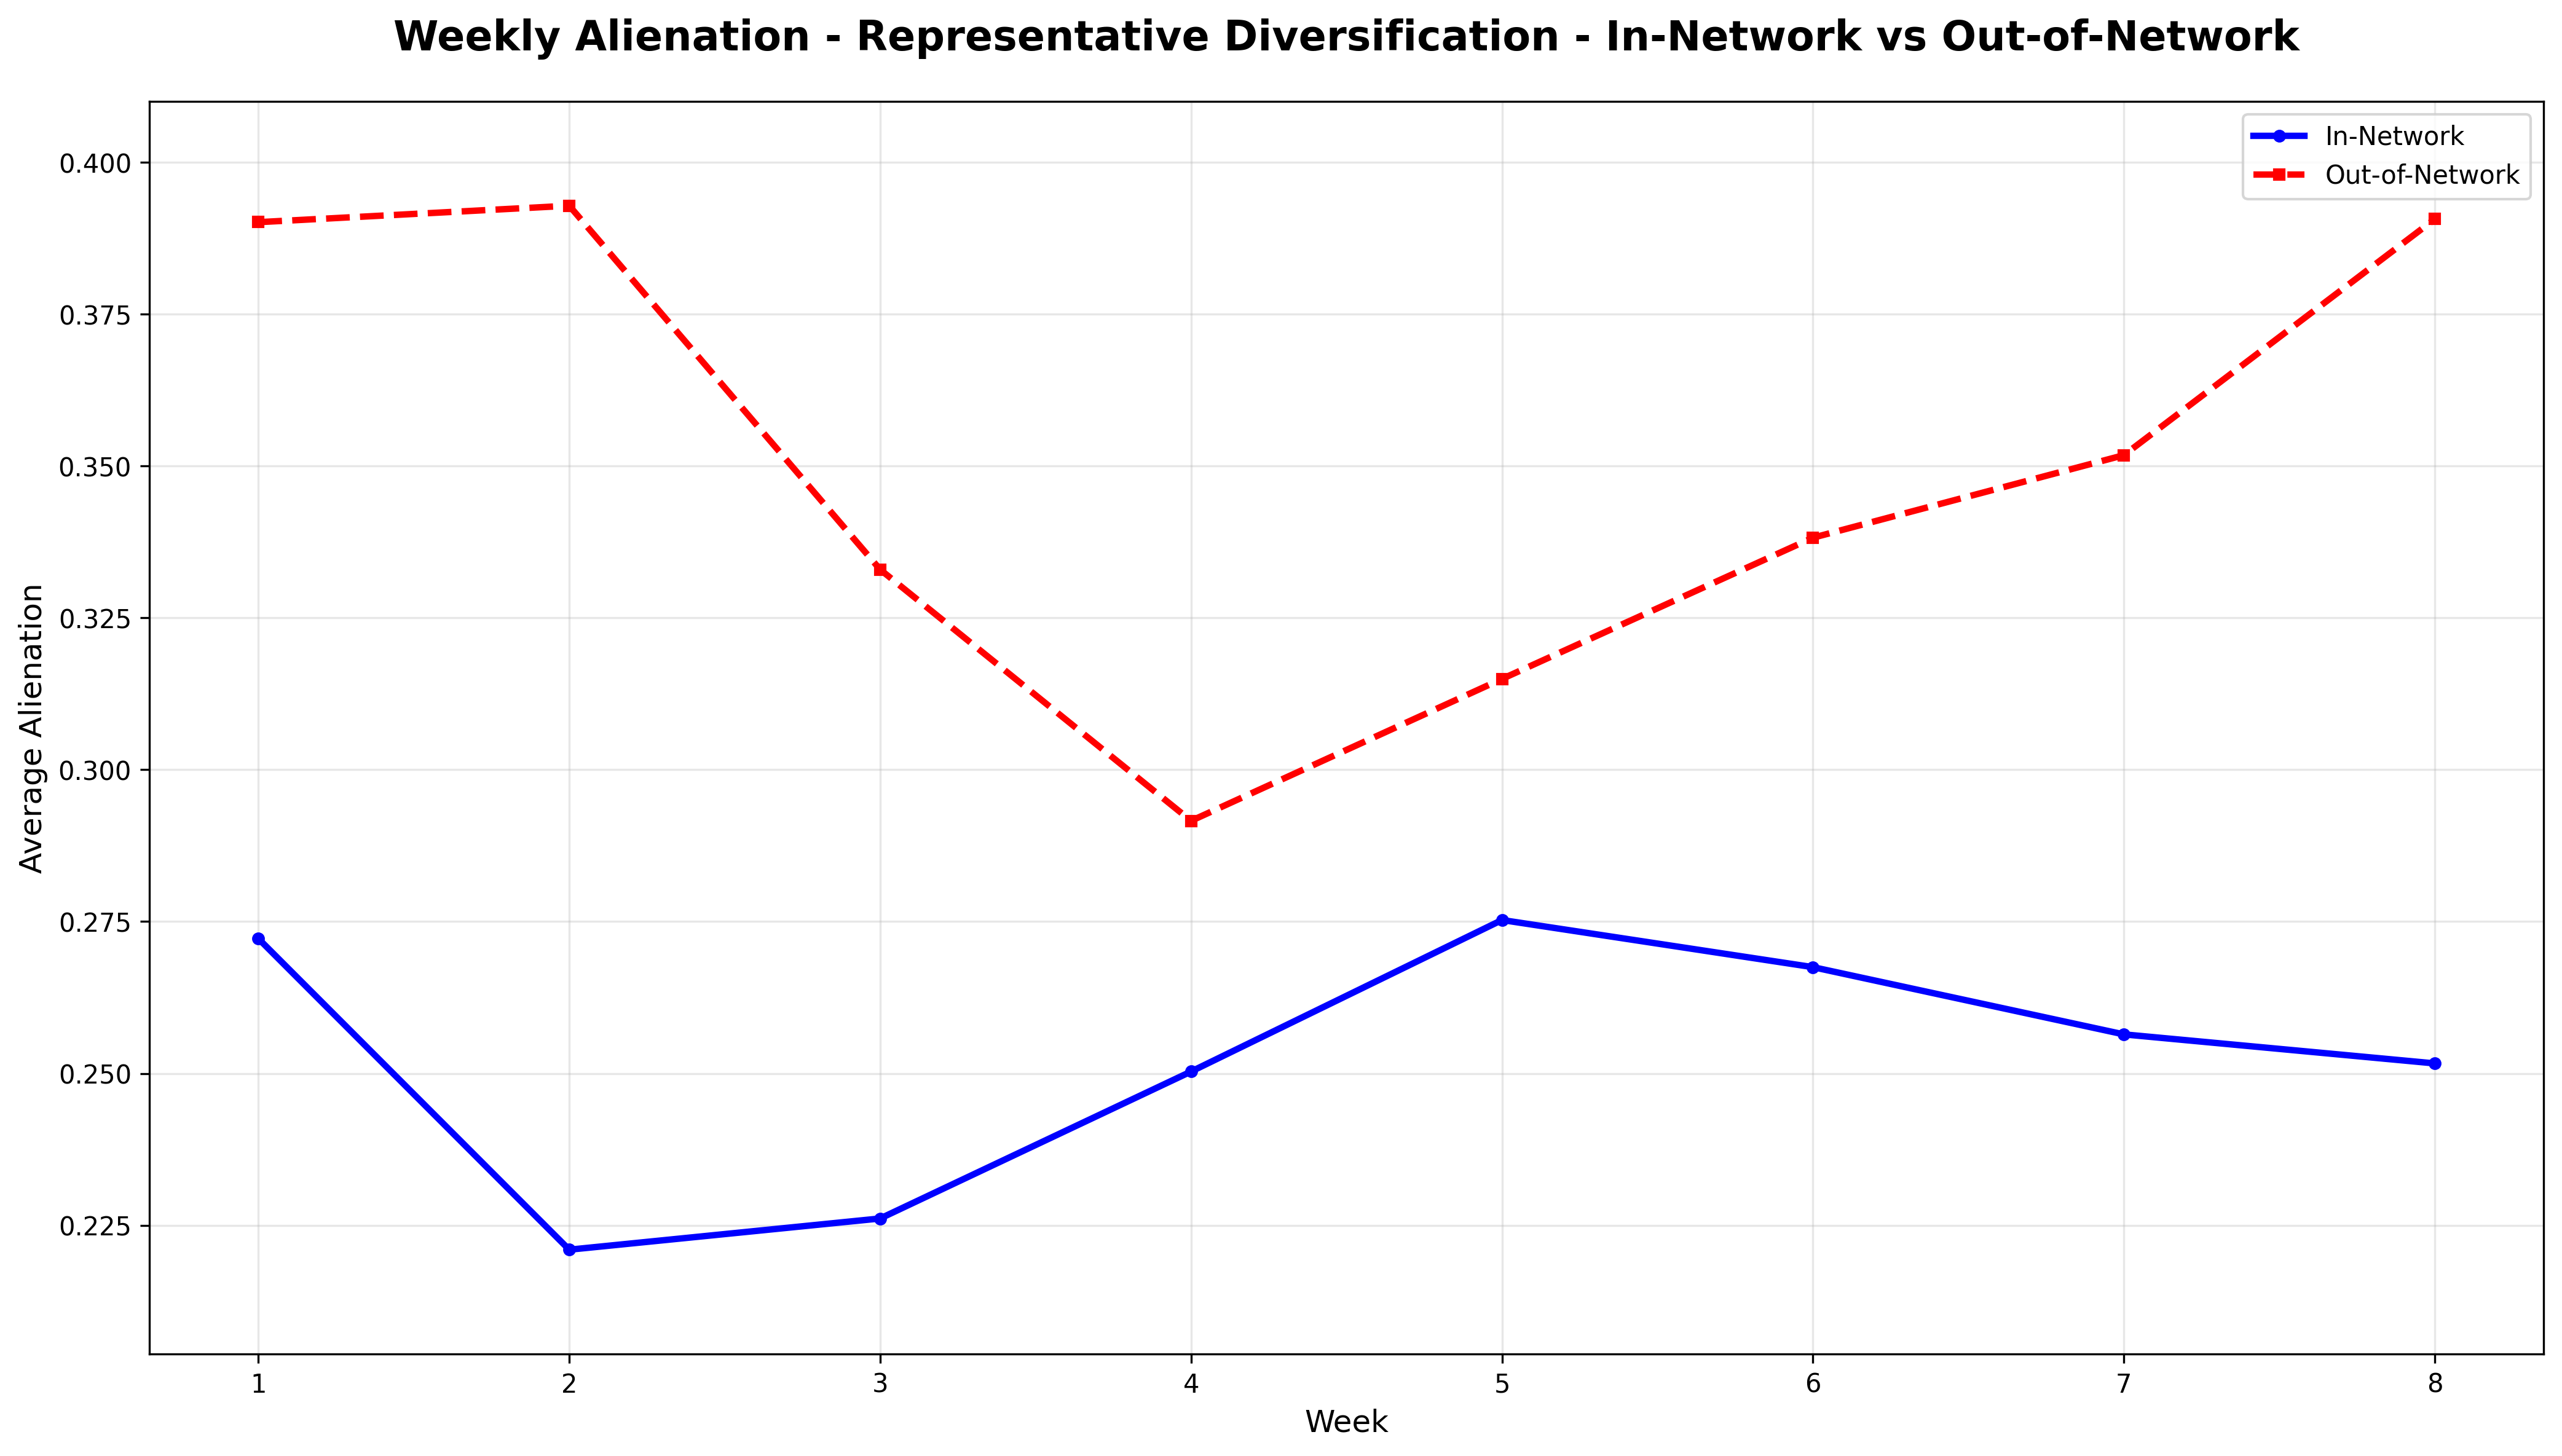 Weekly Alienation - Representative Diversification - In-Network vs Out-of-Network
In-Network
Out-of-Network
0.400
0.375
0.350
0.325
0.300
0.275
0.250
0.225
Average Alienation
1 2 3 4 5 6 7 8
Week